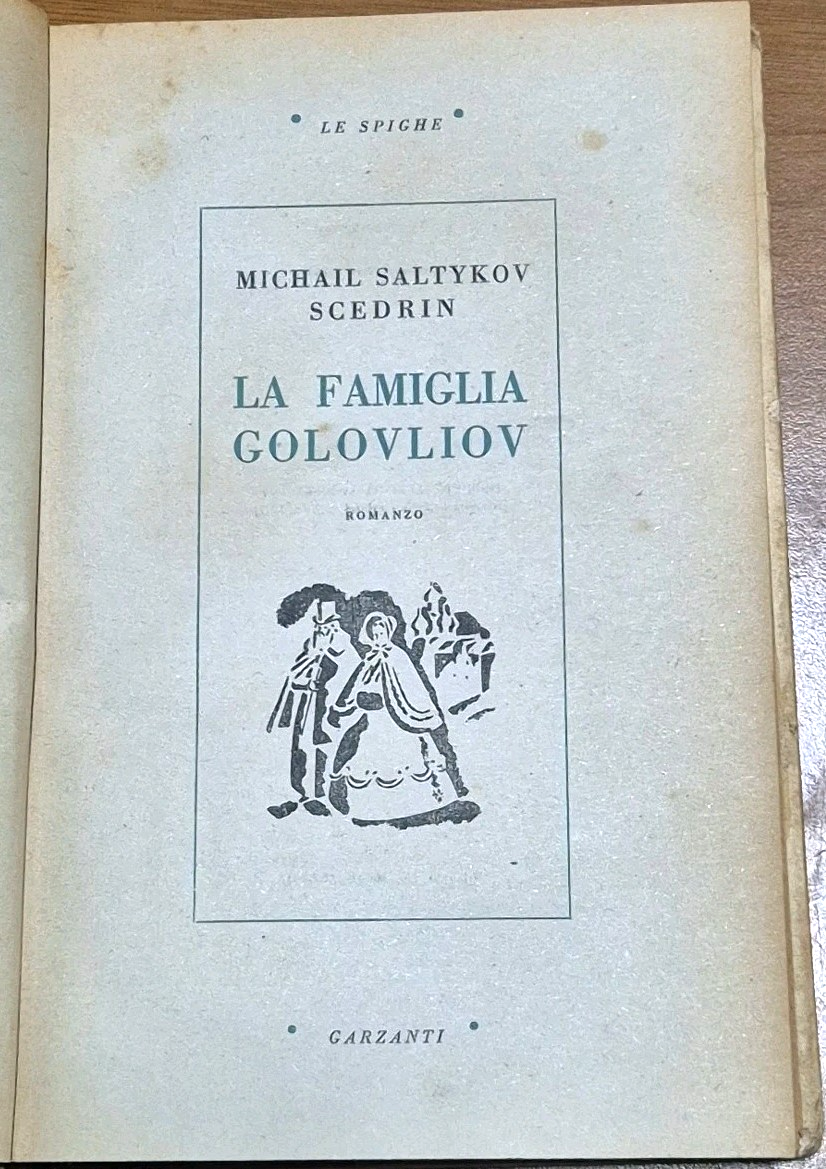 LE SPIGHE
MICHAIL SALTYKOV
SCEDRIN
LA FAMIGLIA
GOLOVLIOV
ROMANZO
GARZANTI